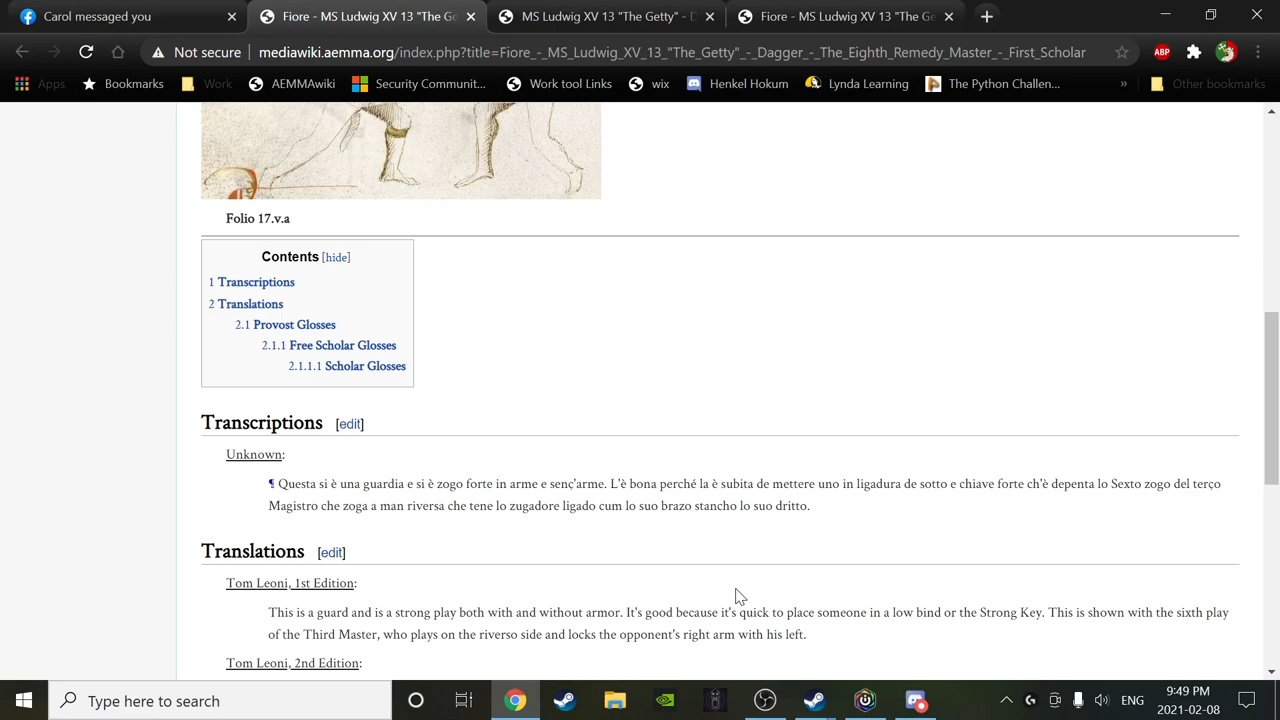 Carol messaged you
Fiore - MS Ludwig XV 13 "The Ge
MS Ludwig XV 13 "The Getty" - D
Fiore - MS Ludwig XV 13 "The Ge
Not secure
mediawiki.aemma.org/index.php?title=Fiore_-_MS_Ludwig_XV_13_"The_Getty"_-_Dagger_-_The_Eighth_Remedy_Master_-_First_Scholar
ABP
Apps Bookmarks Work AEMMAwiki Security Communit... Work tool Links wix Henkel Hokum Lynda Learning The Python Challen... » Other bookmarks
Folio 17.v.a
Contents [hide]
1 Transcriptions
2 Translations
2.1 Provost Glosses
2.1.1 Free Scholar Glosses
2.1.1.1 Scholar Glosses
Transcriptions [edit]
Unknown:
¶ Questa si è una guardia e si è zogo forte in arme e senç'arme. L'è bona perché la è subita de mettere uno in ligadura de sotto e chiave forte ch'è depenta lo Sexto zogo del terço
Magistro che zoga a man riversa che tene lo zugadore ligado cum lo suo brazo stancho lo suo dritto.
Translations [edit]
Tom Leoni, 1st Edition:
This is a guard and is a strong play both with and without armor. It's good because it's quick to place someone in a low bind or the Strong Key. This is shown with the sixth play
of the Third Master, who plays on the riverso side and locks the opponent's right arm with his left.
Tom Leoni, 2nd Edition:
Type here to search
ENG
9:49 PM
2021-02-08